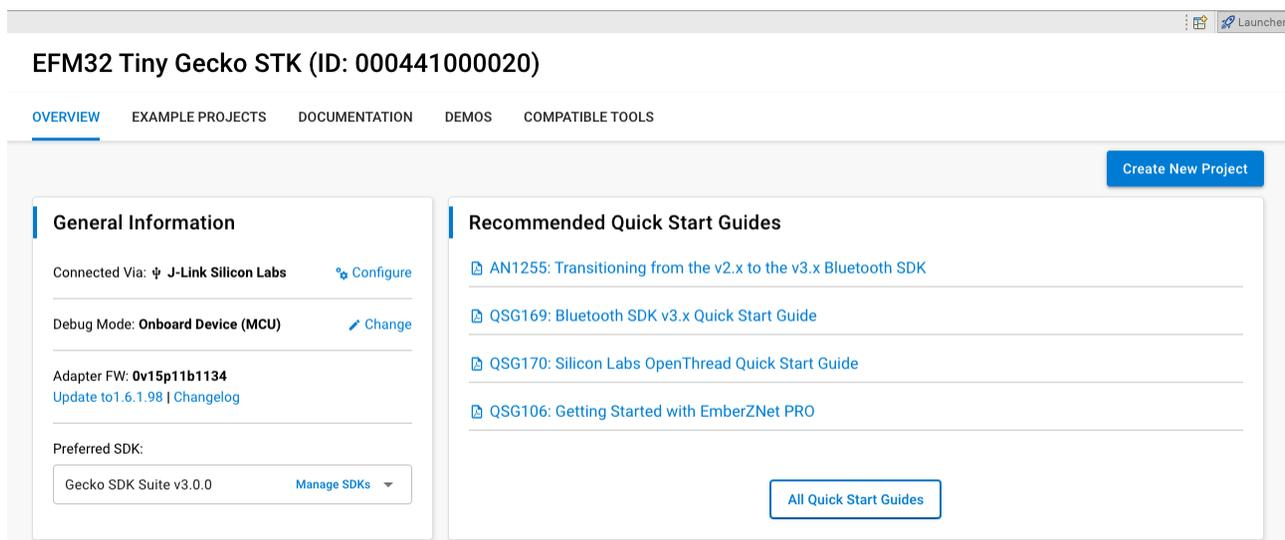 Launcher
EFM32 Tiny Gecko STK (ID: 000441000020)
OVERVIEW EXAMPLE PROJECTS DOCUMENTATION DEMOS COMPATIBLE TOOLS
Create New Project
General Information
Connected Via: J-Link Silicon Labs Configure
Debug Mode: Onboard Device (MCU) Change
Adapter FW: 0v15p11b1134
Update to1.6.1.98 | Changelog
Preferred SDK:
Gecko SDK Suite v3.0.0 Manage SDKs
Recommended Quick Start Guides
AN1255: Transitioning from the v2.x to the v3.x Bluetooth SDK
QSG169: Bluetooth SDK v3.x Quick Start Guide
QSG170: Silicon Labs OpenThread Quick Start Guide
QSG106: Getting Started with EmberZNet PRO
All Quick Start Guides